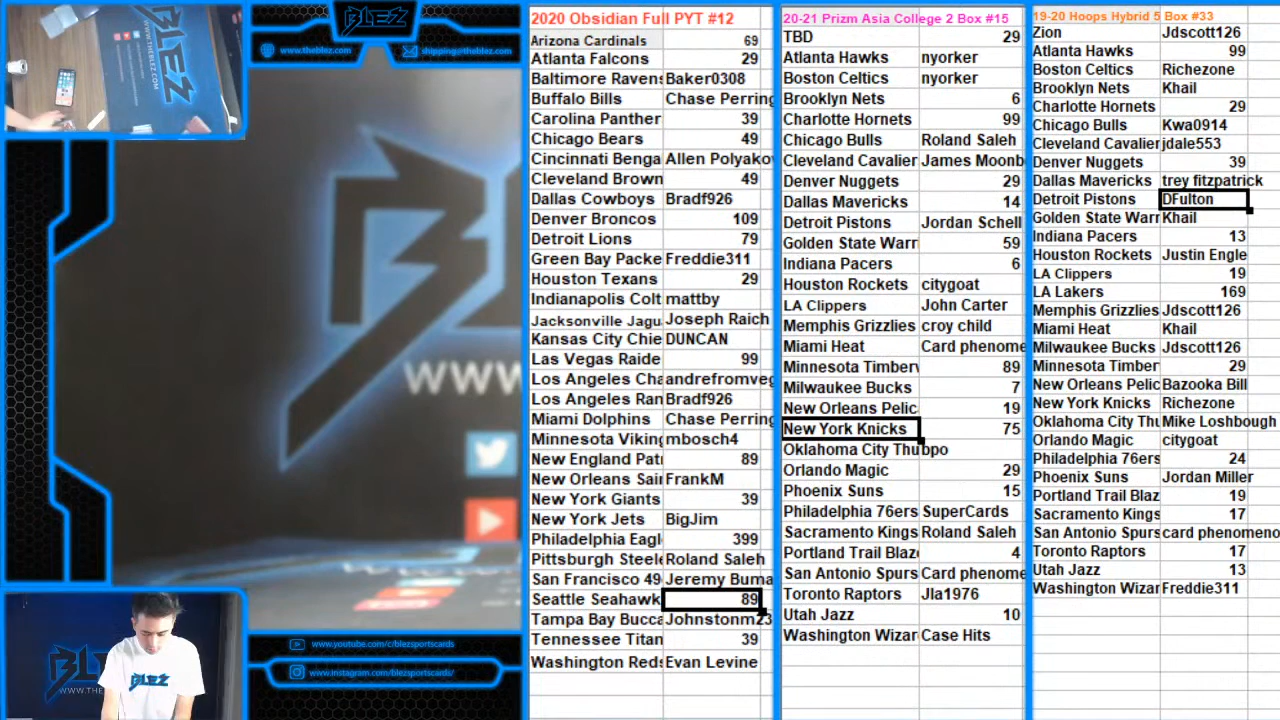 BLEZ
www.theblez.com
shipping@theblez.com
WWW
www.youtube.com/c/blezsportscards
www.instagram.com/blezsportscards/
BLEZ
2020 Obsidian Full PYT #12
Arizona Cardinals 69
Atlanta Falcons 29
Baltimore Ravens Baker0308
Buffalo Bills Chase Perring
Carolina Panther 39
Chicago Bears 49
Cincinnati Benga Allen Polyakov
Cleveland Brown 49
Dallas Cowboys Bradf926
Denver Broncos 109
Detroit Lions 79
Green Bay Packe Freddie311
Houston Texans 29
Indianapolis Colt mattby
Jacksonville Jagu Joseph Raich
Kansas City Chie DUNCAN
Las Vegas Raide 99
Los Angeles Cha andrefromveg
Los Angeles Ran Bradf926
Miami Dolphins Chase Perring
Minnesota Viking mbosch4
New England Pat 89
New Orleans Sai FrankM
New York Giants 39
New York Jets BigJim
Philadelphia Eagl 399
Pittsburgh Steele Roland Saleh
San Francisco 49 Jeremy Buma
Seattle Seahawk 89
Tampa Bay Bucca Johnstonm23
Tennessee Titan 39
Washington Reds Evan Levine
20-21 Prizm Asia College 2 Box #15
TBD 29
Atlanta Hawks nyorker
Boston Celtics nyorker
Brooklyn Nets 6
Charlotte Hornets 99
Chicago Bulls Roland Saleh
Cleveland Cavalier James Moonb
Denver Nuggets 29
Dallas Mavericks 14
Detroit Pistons Jordan Schell
Golden State Warri 59
Indiana Pacers 6
Houston Rockets citygoat
LA Clippers John Carter
Memphis Grizzlies croy child
Miami Heat Card phenome
Minnesota Timberv 89
Milwaukee Bucks 7
New Orleans Pelic 19
New York Knicks 75
Oklahoma City Thu bpo
Orlando Magic 29
Phoenix Suns 15
Philadelphia 76ers SuperCards
Sacramento Kings Roland Saleh
Portland Trail Blaze 4
San Antonio Spurs Card phenome
Toronto Raptors Jla1976
Utah Jazz 10
Washington Wizar Case Hits
19-20 Hoops Hybrid 5 Box #33
Zion Jdscott126
Atlanta Hawks 99
Boston Celtics Richezone
Brooklyn Nets Khail
Charlotte Hornets 29
Chicago Bulls Kwa0914
Cleveland Cavalier jdale553
Denver Nuggets 39
Dallas Mavericks trey fitzpatrick
Detroit Pistons DFulton
Golden State Warr Khail
Indiana Pacers 13
Houston Rockets Justin Engle
LA Clippers 19
LA Lakers 169
Memphis Grizzlies Jdscott126
Miami Heat Khail
Milwaukee Bucks Jdscott126
Minnesota Timber 29
New Orleans Pelic Bazooka Bill
New York Knicks Richezone
Oklahoma City Thu Mike Loshbough
Orlando Magic citygoat
Philadelphia 76ers 24
Phoenix Suns Jordan Miller
Portland Trail Blaz 19
Sacramento Kings 17
San Antonio Spurs card phenomeno
Toronto Raptors 17
Utah Jazz 13
Washington Wizar Freddie311